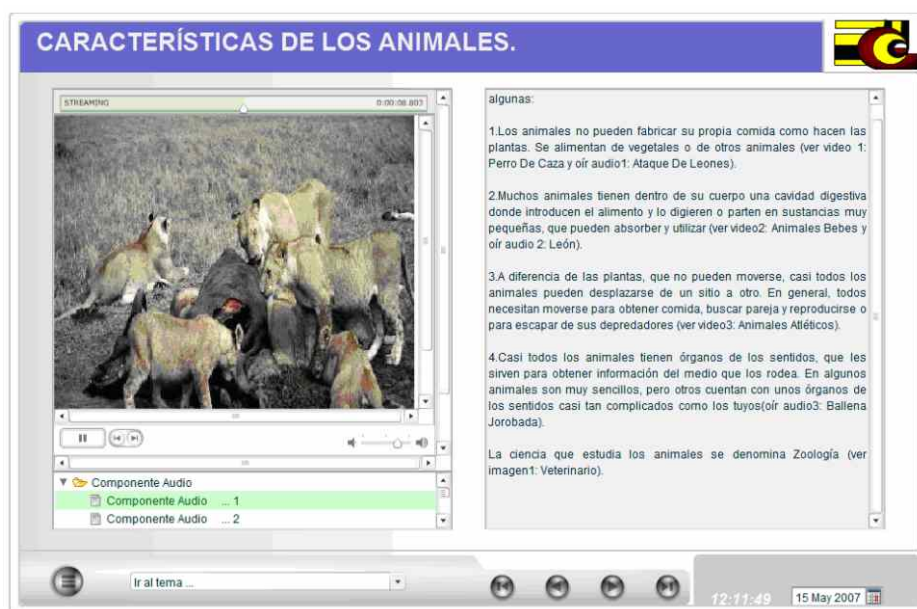 CARACTERÍSTICAS DE LOS ANIMALES.
STREAMING 0:00:08.803
Componente Audio
Componente Audio ... 1
Componente Audio ... 2
algunas:
1.Los animales no pueden fabricar su propia comida como hacen las
plantas. Se alimentan de vegetales o de otros animales (ver video 1:
Perro De Caza y oír audio1: Ataque De Leones).
2.Muchos animales tienen dentro de su cuerpo una cavidad digestiva
donde introducen el alimento y lo digieren o parten en sustancias muy
pequeñas, que pueden absorber y utilizar (ver video2: Animales Bebes y
oír audio 2: León).
3.A diferencia de las plantas, que no pueden moverse, casi todos los
animales pueden desplazarse de un sitio a otro. En general, todos
necesitan moverse para obtener comida, buscar pareja y reproducirse o
para escapar de sus depredadores (ver video3: Animales Atléticos).
4.Casi todos los animales tienen órganos de los sentidos, que les
sirven para obtener información del medio que los rodea. En algunos
animales son muy sencillos, pero otros cuentan con unos órganos de
los sentidos casi tan complicados como los tuyos(oír audio3: Ballena
Jorobada).
La ciencia que estudia los animales se denomina Zoología (ver
imagen1: Veterinario).
Ir al tema ...
12:11:49 15 May 2007